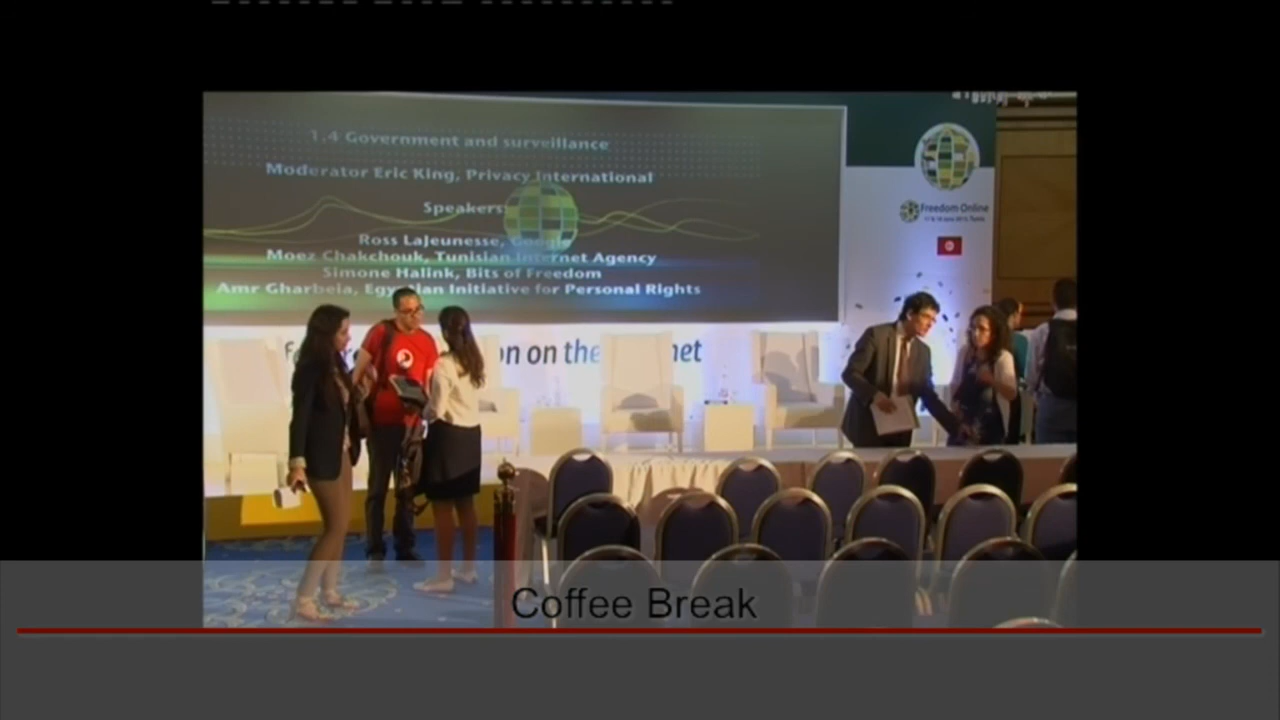 1.4 Government and surveillance
Moderator Eric King, Privacy International
Speakers:
Ross LaJeunesse, Google
Moez Chakchouk, Tunisian Internet Agency
Simone Halink, Bits of Freedom
Amr Gharbeia, Egyptian Initiative for Personal Rights
Freedom Online
on the
Coffee Break